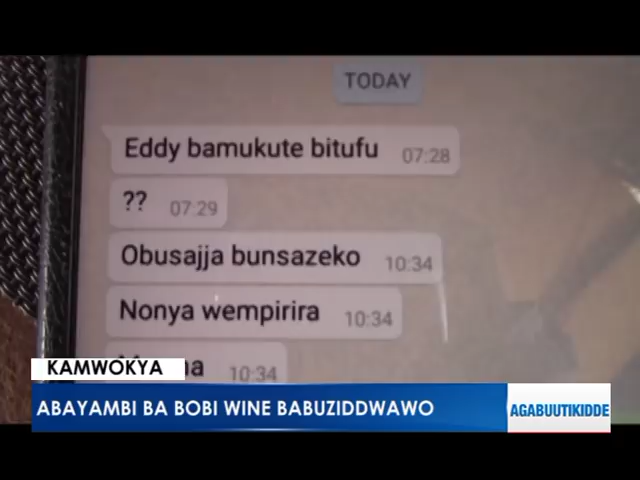 TODAY
Eddy bamukute bitufu 07:28
?? 07:29
Obusajja bunsazeko 10:34
Nonya wempirira 10:34
10:34
KAMWOKYA
ABAYAMBI BA BOBI WINE BABUZIDDWAWO
AGABUUTIKIDDE